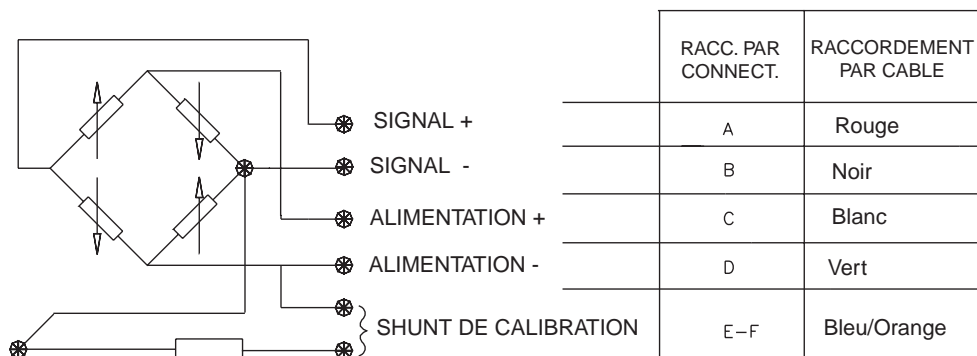 RACC. PAR CONNECT.
RACCORDEMENT PAR CABLE
SIGNAL + A Rouge
SIGNAL - B Noir
ALIMENTATION + C Blanc
ALIMENTATION - D Vert
SHUNT DE CALIBRATION E-F Bleu/Orange